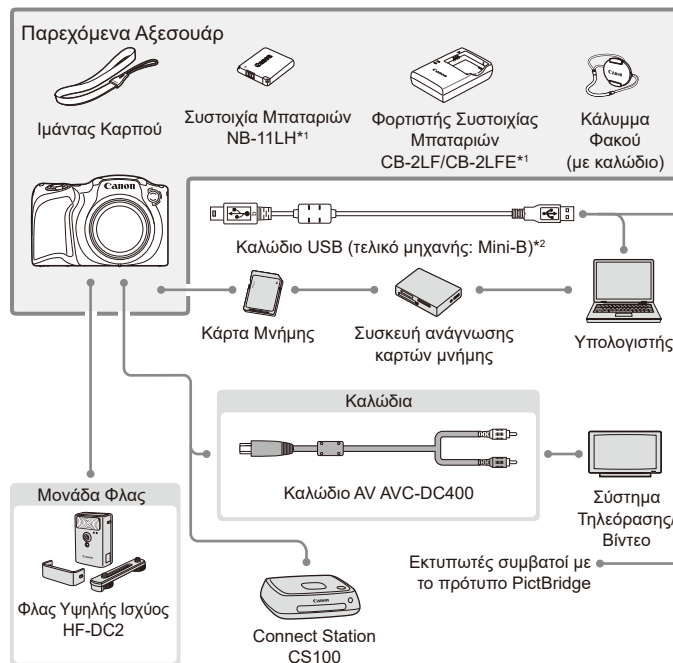 Παρεχόμενα Αξεσουάρ
Ιμάντας Καρπού
Συστοιχία Μπαταριών
NB-11LH*1
Φορτιστής Συστοιχίας
Μπαταριών
CB-2LF/CB-2LFE*1
Κάλυμμα
Φακού
(με καλώδιο)
Canon
Καλώδιο USB (τελικό μηχανής: Mini-B)*2
Κάρτα Μνήμης
Συσκευή ανάγνωσης
καρτών μνήμης
Υπολογιστής
Καλώδια
Καλώδιο AV AVC-DC400
Σύστημα
Τηλεόρασης/
Βίντεο
Μονάδα Φλας
Φλας Υψηλής Ισχύος
HF-DC2
Εκτυπωτές συμβατοί με
το πρότυπο PictBridge
Canon
Connect Station
CS100